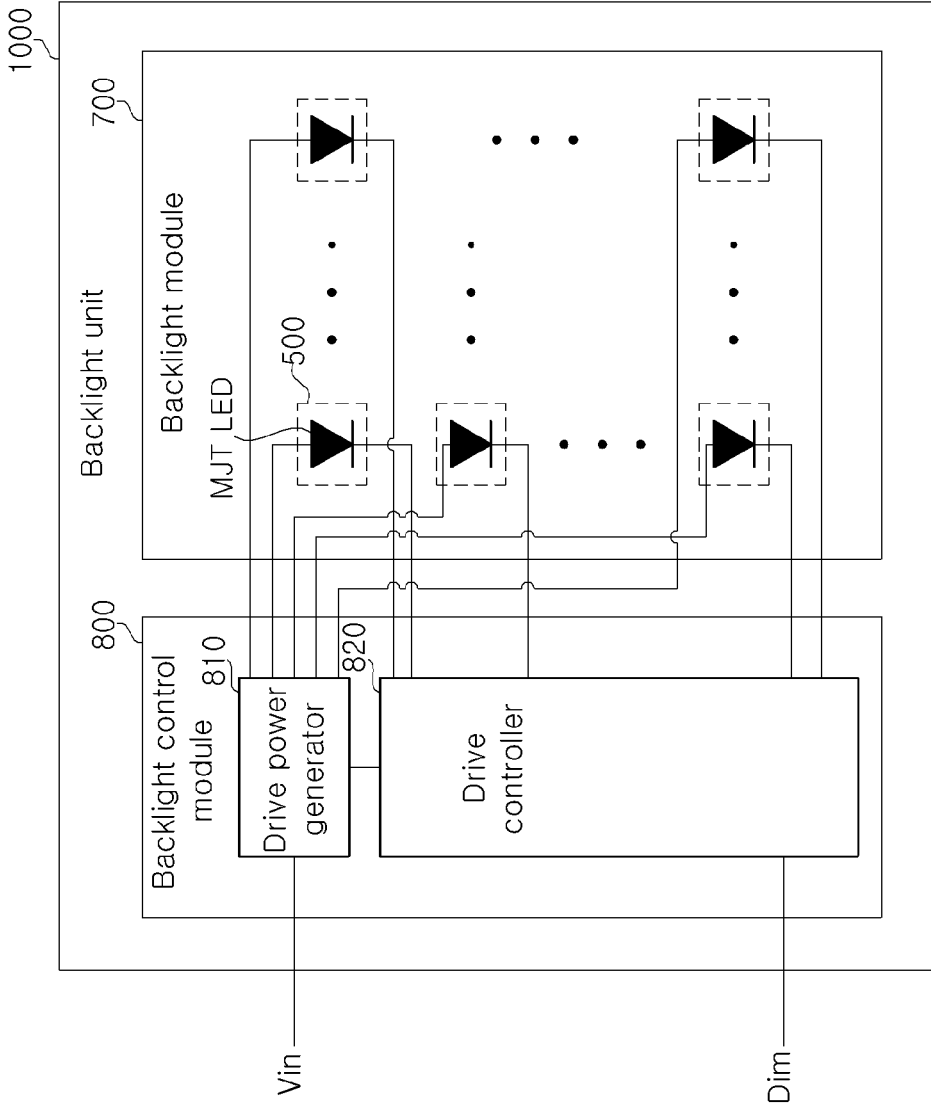 1000
Backlight unit
700
Backlight module
MJT LED
500
800
Backlight control
module
810
Drive power
generator
820
Drive
controller
Vin
Dim